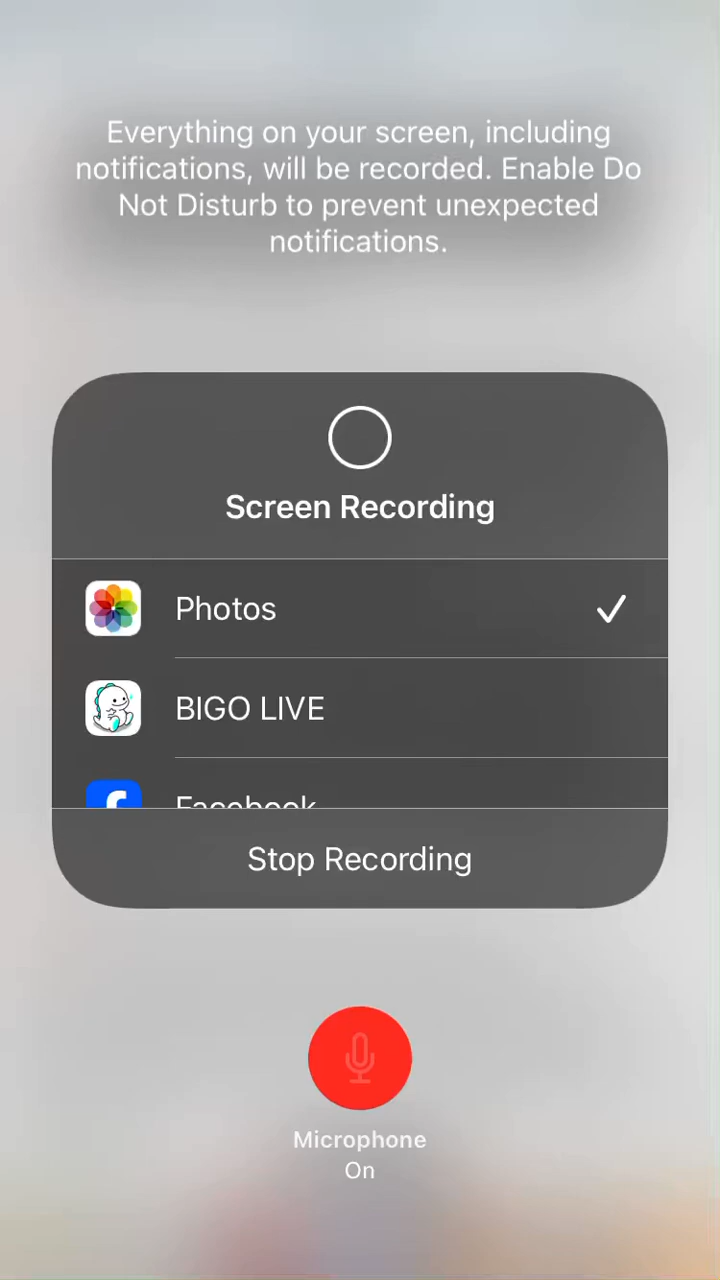 Everything on your screen, including
notifications, will be recorded. Enable Do
Not Disturb to prevent unexpected
notifications.
Screen Recording
Photos
BIGO LIVE
Facebook
Stop Recording
Microphone
On